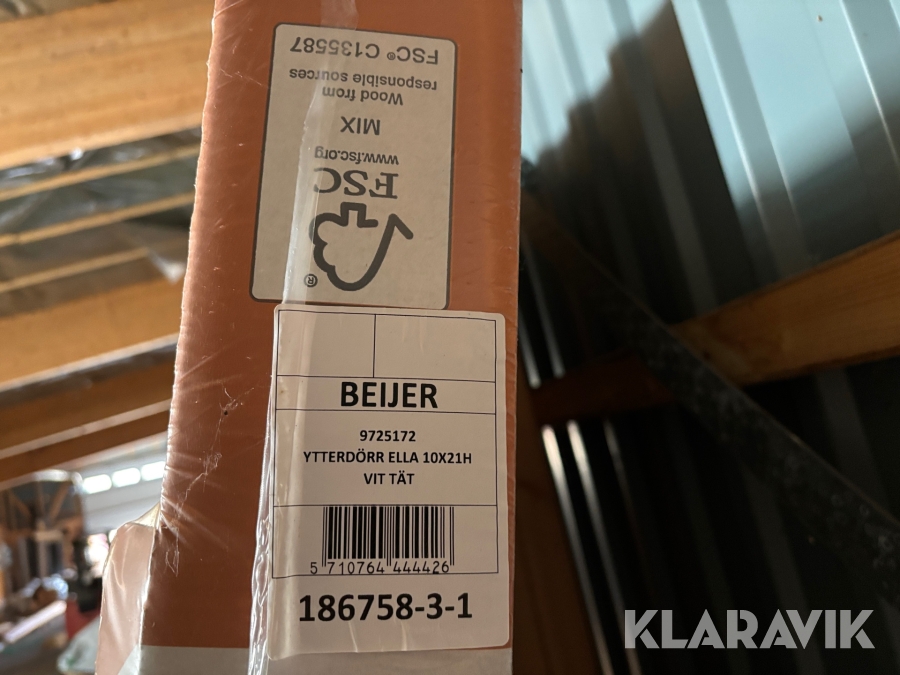 FSC® C135587
responsible sources
Wood from
MIX
www.fsc.org
FSC
®
BEIJER
9725172
YTTERDÖRR ELLA 10X21H
VIT TÄT
5 710764 444426
186758-3-1
KLARAVIK